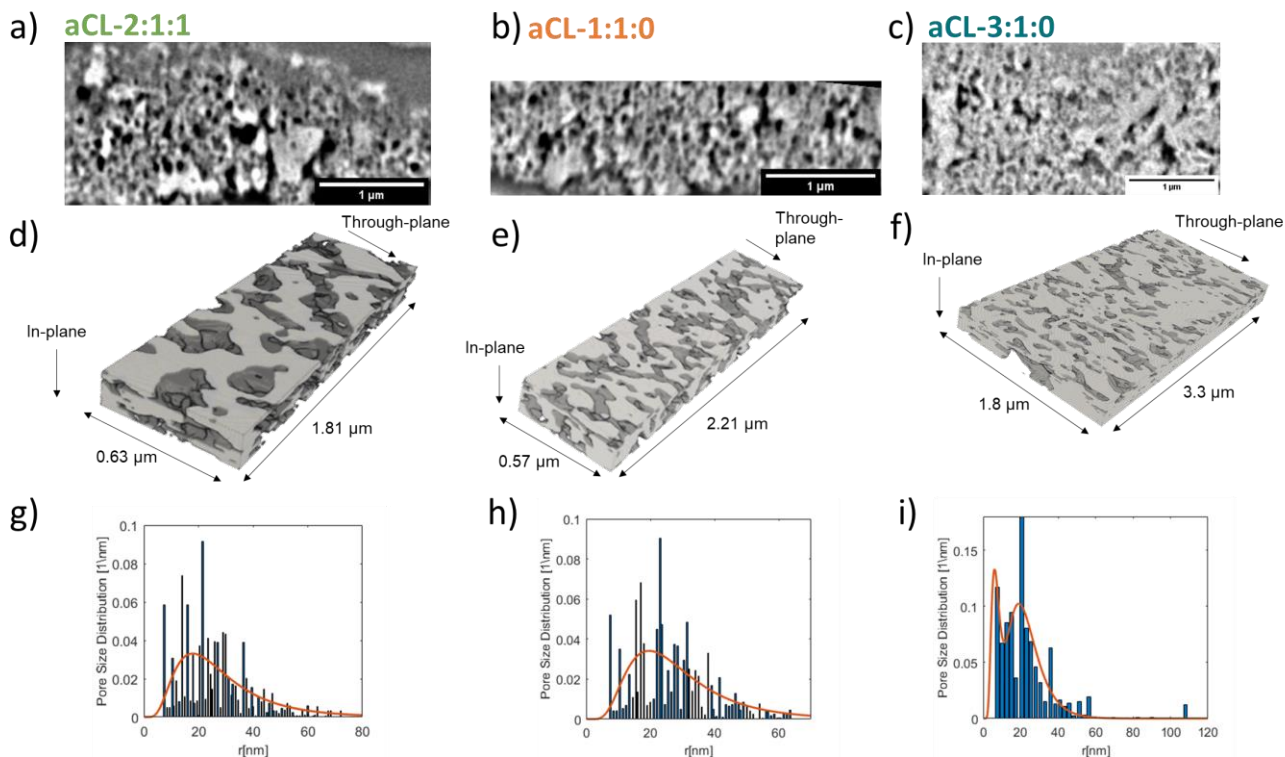 a) aCL-2:1:1
b) aCL-1:1:0
c) aCL-3:1:0
1 µm
1 µm
1 µm
d)
Through-plane
In-plane
0.63 µm
1.81 µm
e)
Through-
plane
In-plane
0.57 µm
2.21 µm
f)
Through-plane
In-plane
1.8 µm
3.3 µm
g)
Pore Size Distribution [1\nm]
0.1
0.08
0.06
0.04
0.02
0
0 20 40 60 80
r[nm]
h)
Pore Size Distribution [1\nm]
0.1
0.08
0.06
0.04
0.02
0
0 20 40 60
r[nm]
i)
Pore Size Distribution [1\nm]
0.15
0.1
0.05
0
0 20 40 60 80 100 120
r[nm]